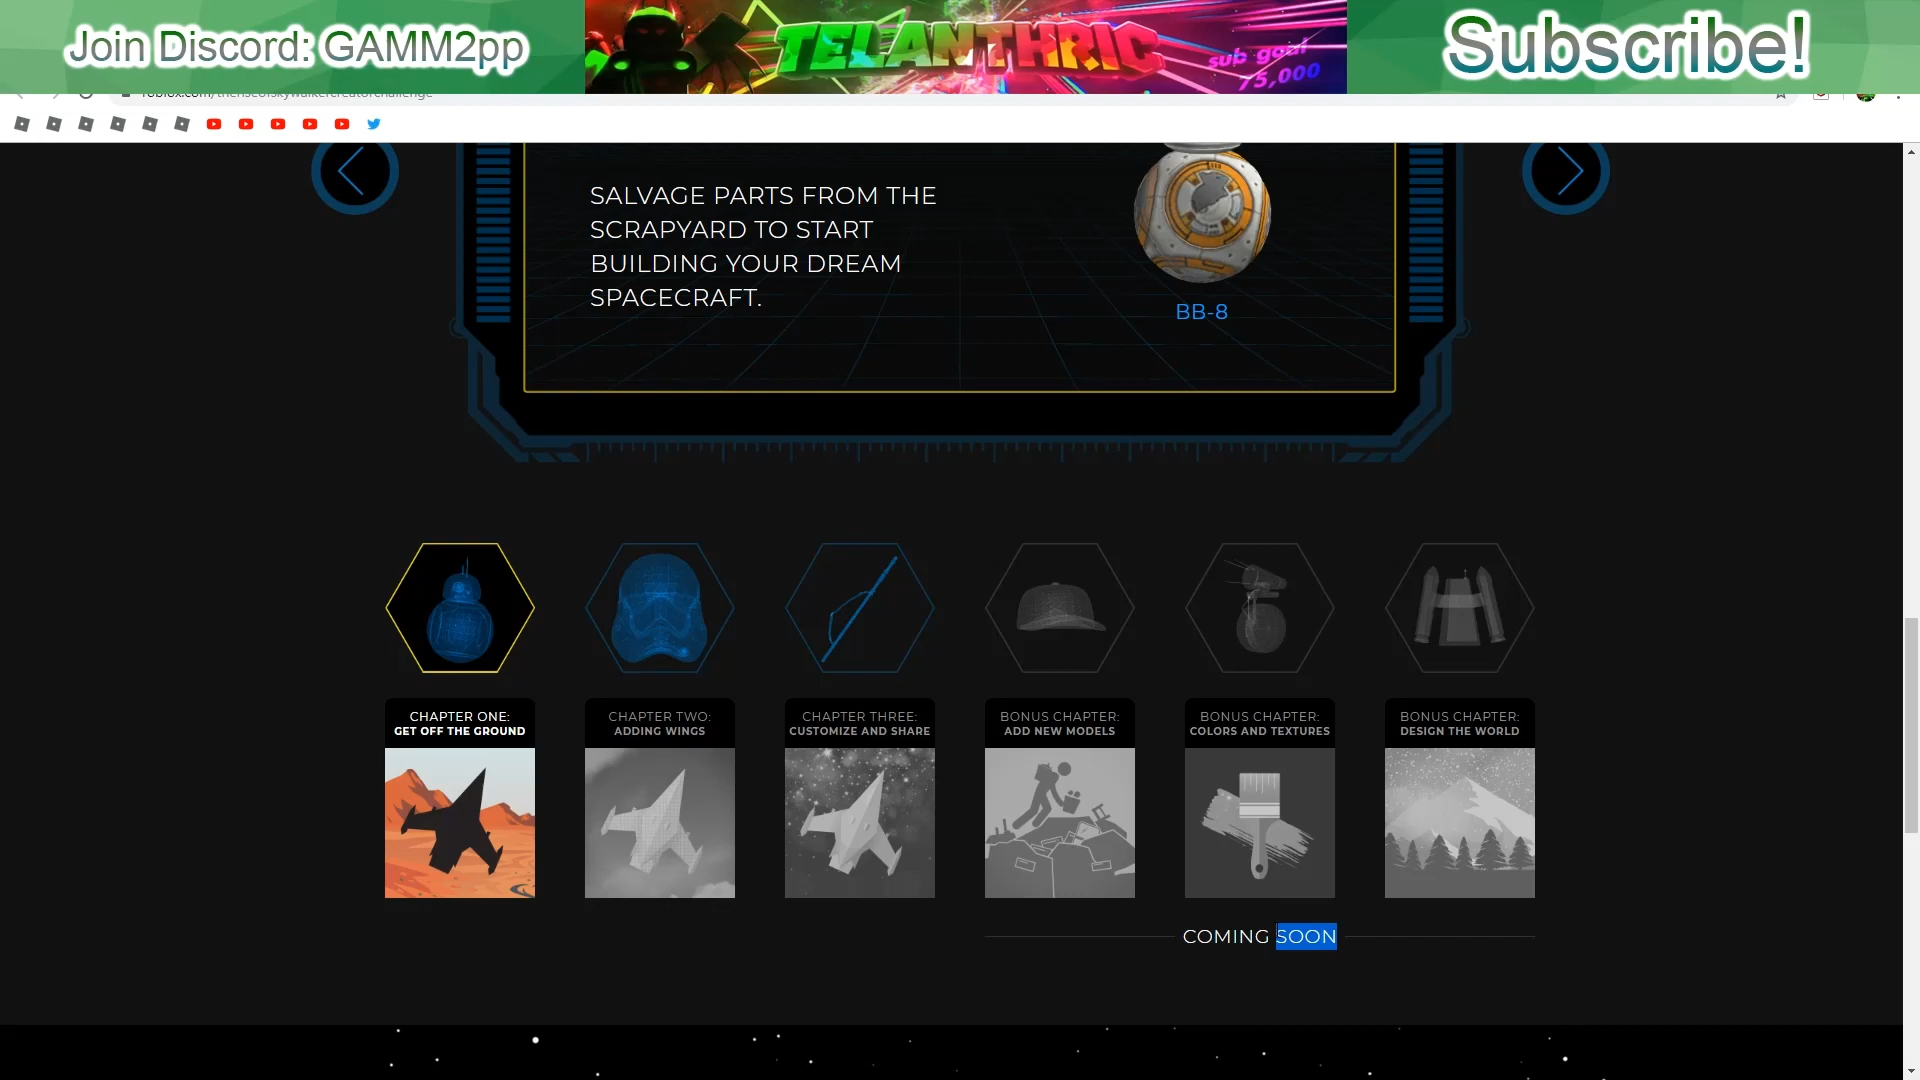 Join Discord: GAMM2pp
TELANTHRIC
sub goal
75,000
Subscribe!
SALVAGE PARTS FROM THE
SCRAPYARD TO START
BUILDING YOUR DREAM
SPACECRAFT.
BB-8
CHAPTER ONE:
GET OFF THE GROUND
CHAPTER TWO:
ADDING WINGS
CHAPTER THREE:
CUSTOMIZE AND SHARE
BONUS CHAPTER:
ADD NEW MODELS
BONUS CHAPTER:
COLORS AND TEXTURES
BONUS CHAPTER:
DESIGN THE WORLD
COMING SOON